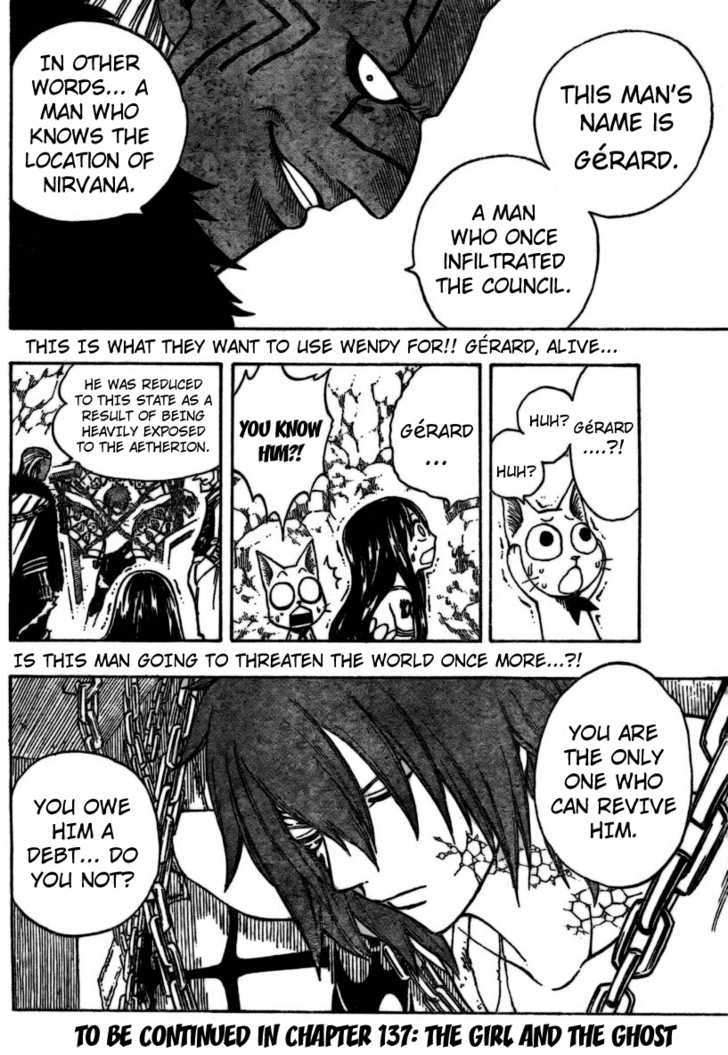 THIS MAN'S
NAME IS
GéRARD.
A MAN
WHO ONCE
INFILTRATED
THE COUNCIL.
IN OTHER
WORDS... A
MAN WHO
KNOWS THE
LOCATION OF
NIRVANA.
THIS IS WHAT THEY WANT TO USE WENDY FOR!! GÉRARD, ALIVE...
GéRARD
....?!
HUH?
HUH?
GéRARD
...
YOU KNOW
HIM?!
HE WAS REDUCED
TO THIS STATE AS A
RESULT OF BEING
HEAVILY EXPOSED
TO THE AETHERION.
IS THIS MAN GOING TO THREATEN THE WORLD ONCE MORE...?!
YOU ARE
THE ONLY
ONE WHO
CAN REVIVE
HIM.
YOU OWE
HIM A
DEBT... DO
YOU NOT?
TO BE CONTINUED IN CHAPTER 137: THE GIRL AND THE GHOST